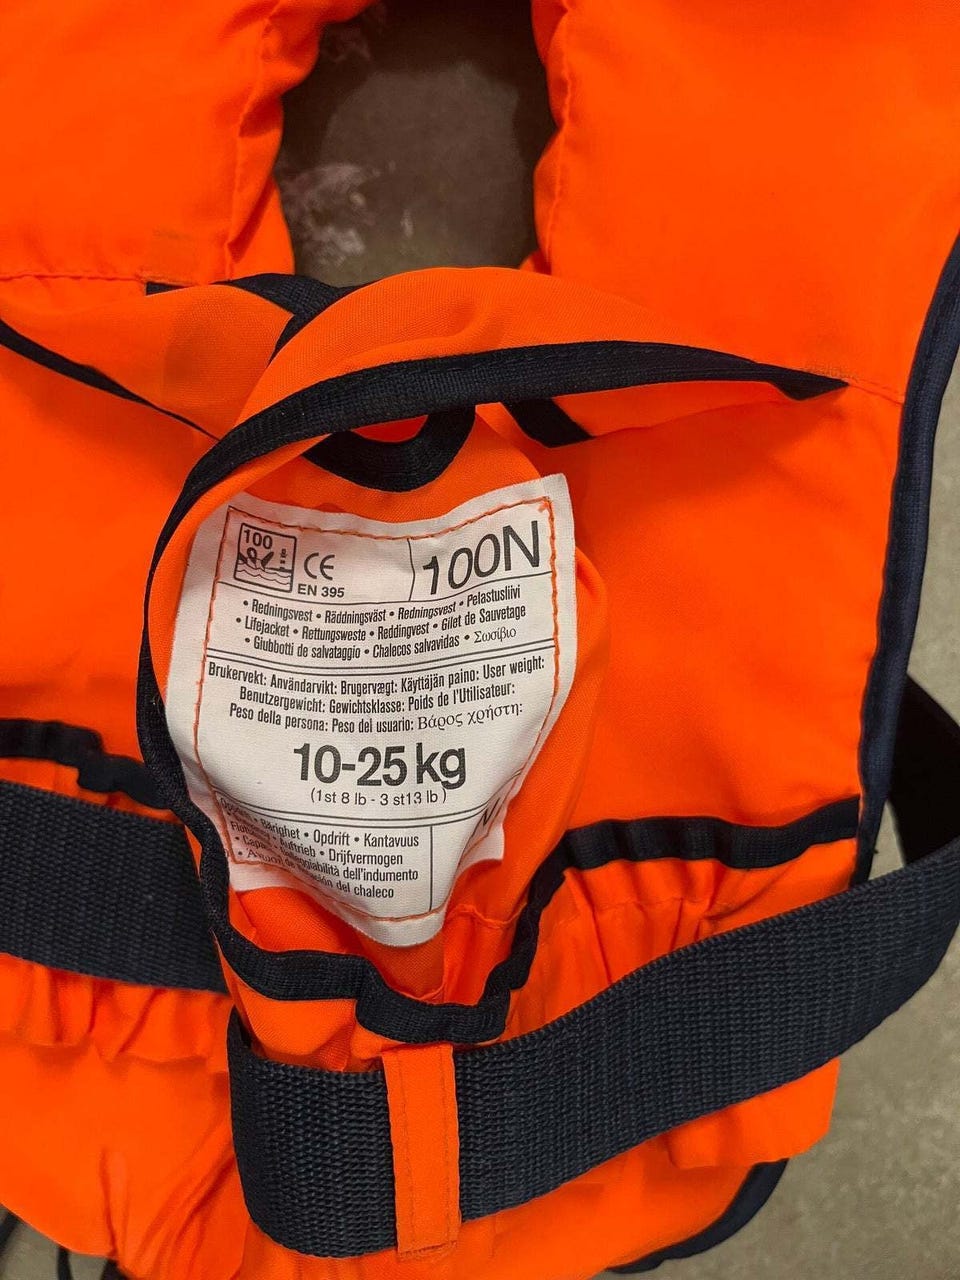 100
CE
EN 395
100N
• Redningsvest • Räddningsväst • Redningsvest • Pelastusliivi
• Lifejacket • Rettungsweste • Reddingvest • Gilet de Sauvetage
• Giubbotti de salvataggio • Chalecos salvavidas • Σωσίβιο
Brukervekt: Användarvikt: Brugervægt: Käyttäjän paino: User weight:
Benutzergewicht: Gewichtsklasse: Poids de l'Utilisateur:
Peso della persona: Peso del usuario: Βάρος χρήστη:
10-25 kg
(1st 8 lb - 3 st13 lb)
• Bärighet • Opdrift • Kantavuus
Auftrieb • Drijfvermogen
dell'indumento
del chaleco